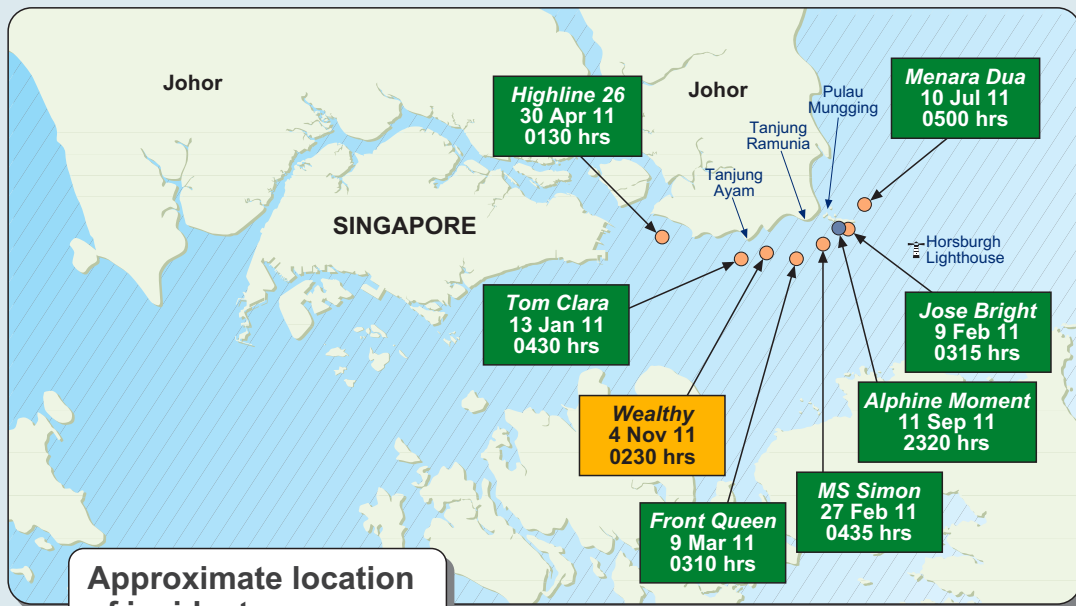 Johor
Johor
Highline 26
30 Apr 11
0130 hrs
Menara Dua
10 Jul 11
0500 hrs
Pulau
Mungging
Tanjung
Ramunia
Tanjung
Ayam
SINGAPORE
Horsburgh
Lighthouse
Tom Clara
13 Jan 11
0430 hrs
Jose Bright
9 Feb 11
0315 hrs
Wealthy
4 Nov 11
0230 hrs
Alphine Moment
11 Sep 11
2320 hrs
MS Simon
27 Feb 11
0435 hrs
Front Queen
9 Mar 11
0310 hrs
Approximate location